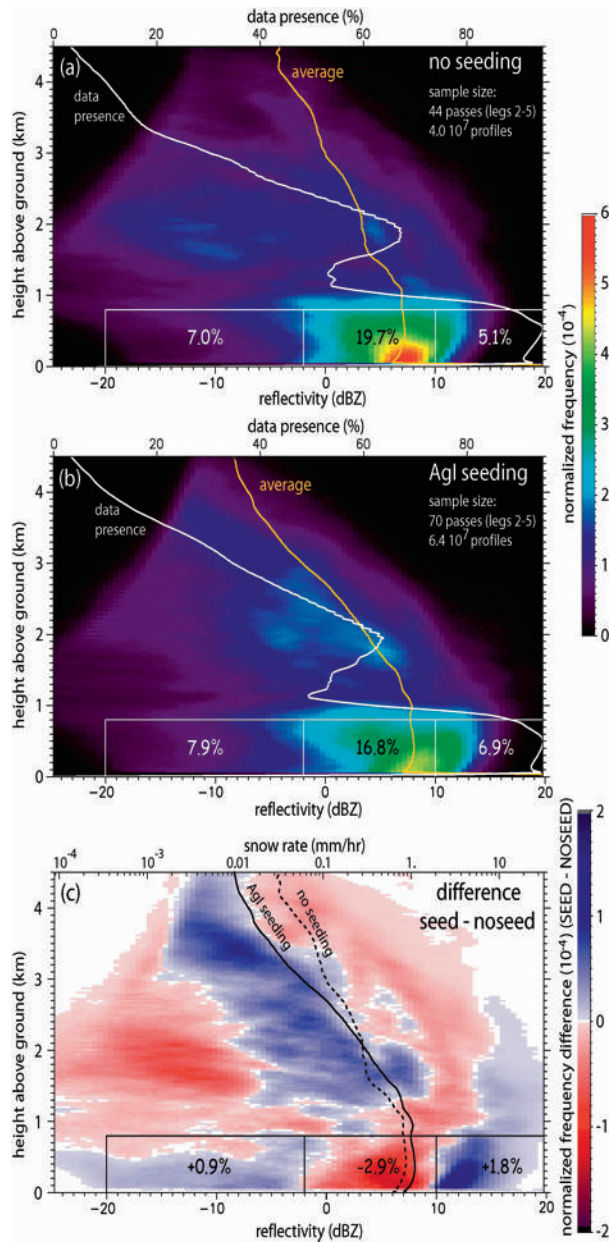 data presence (%)
0 20 40 60 80
(a)
no seeding
average
data
presence
sample size:
44 passes (legs 2-5)
4.0 10⁷ profiles
height above ground (km)
4
3
2
1
0
7.0% 19.7% 5.1%
−20 −10 0 10 20
reflectivity (dBZ)
data presence (%)
0 20 40 60 80
(b)
AgI seeding
average
data
presence
sample size:
70 passes (legs 2-5)
6.4 10⁷ profiles
height above ground (km)
4
3
2
1
0
7.9% 16.8% 6.9%
−20 −10 0 10 20
reflectivity (dBZ)
normalized frequency (10⁻⁴)
6
5
4
3
2
1
0
snow rate (mm/hr)
10⁻⁴ 10⁻³ 0.01 0.1 1. 10
(c)
difference
seed - noseed
AgI seeding
no seeding
height above ground (km)
4
3
2
1
0
+0.9% -2.9% +1.8%
−20 −10 0 10 20
reflectivity (dBZ)
normalized frequency difference (10⁻⁴) (SEED - NOSEED)
2
1
0
-1
-2